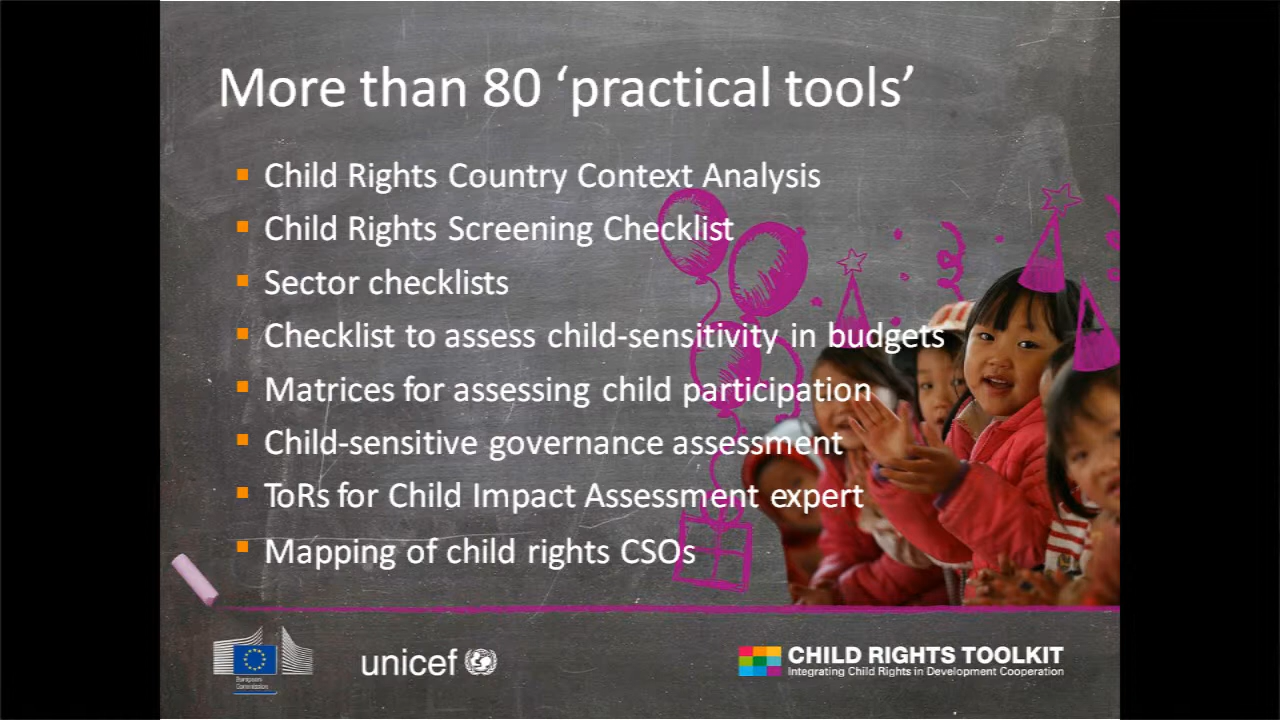 More than 80 ‘practical tools’
Child Rights Country Context Analysis
Child Rights Screening Checklist
Sector checklists
Checklist to assess child-sensitivity in budgets
Matrices for assessing child participation
Child-sensitive governance assessment
ToRs for Child Impact Assessment expert
Mapping of child rights CSOs
European
Commission
unicef
CHILD RIGHTS TOOLKIT
Integrating Child Rights in Development Cooperation